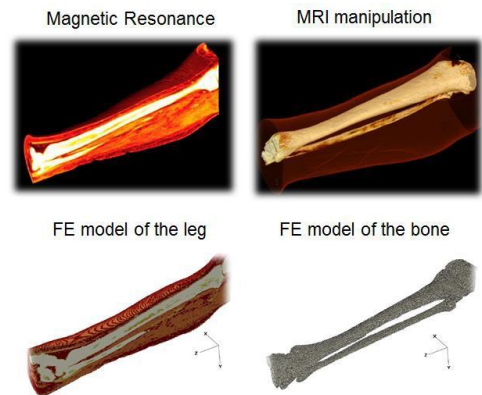 Magnetic Resonance
MRI manipulation
FE model of the leg
FE model of the bone
X
Z
Y
X
Z
Y